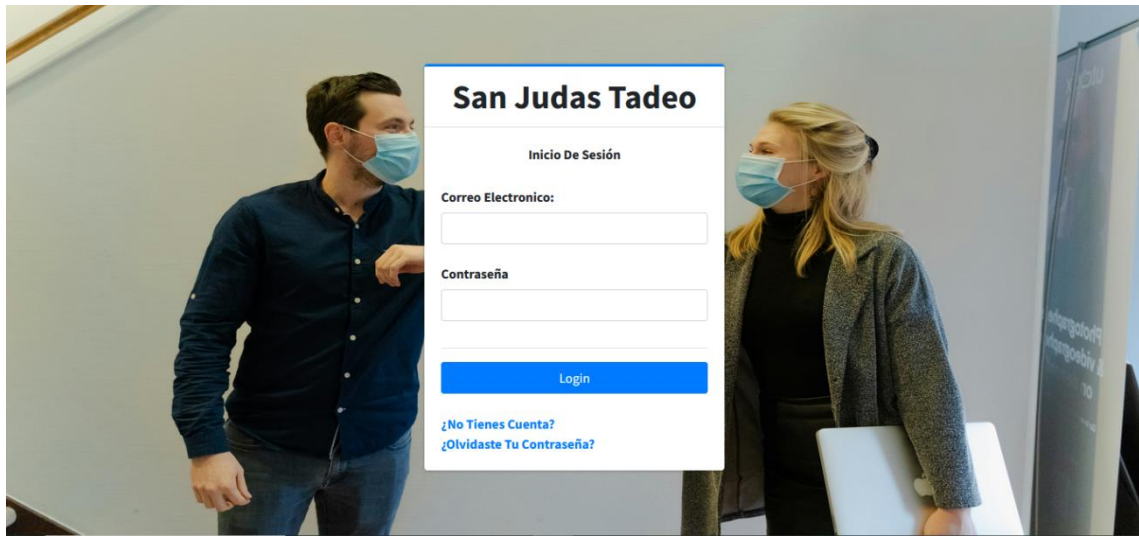 San Judas Tadeo
Inicio De Sesión
Correo Electronico:
Contraseña
Login
¿No Tienes Cuenta?
¿Olvidaste Tu Contraseña?